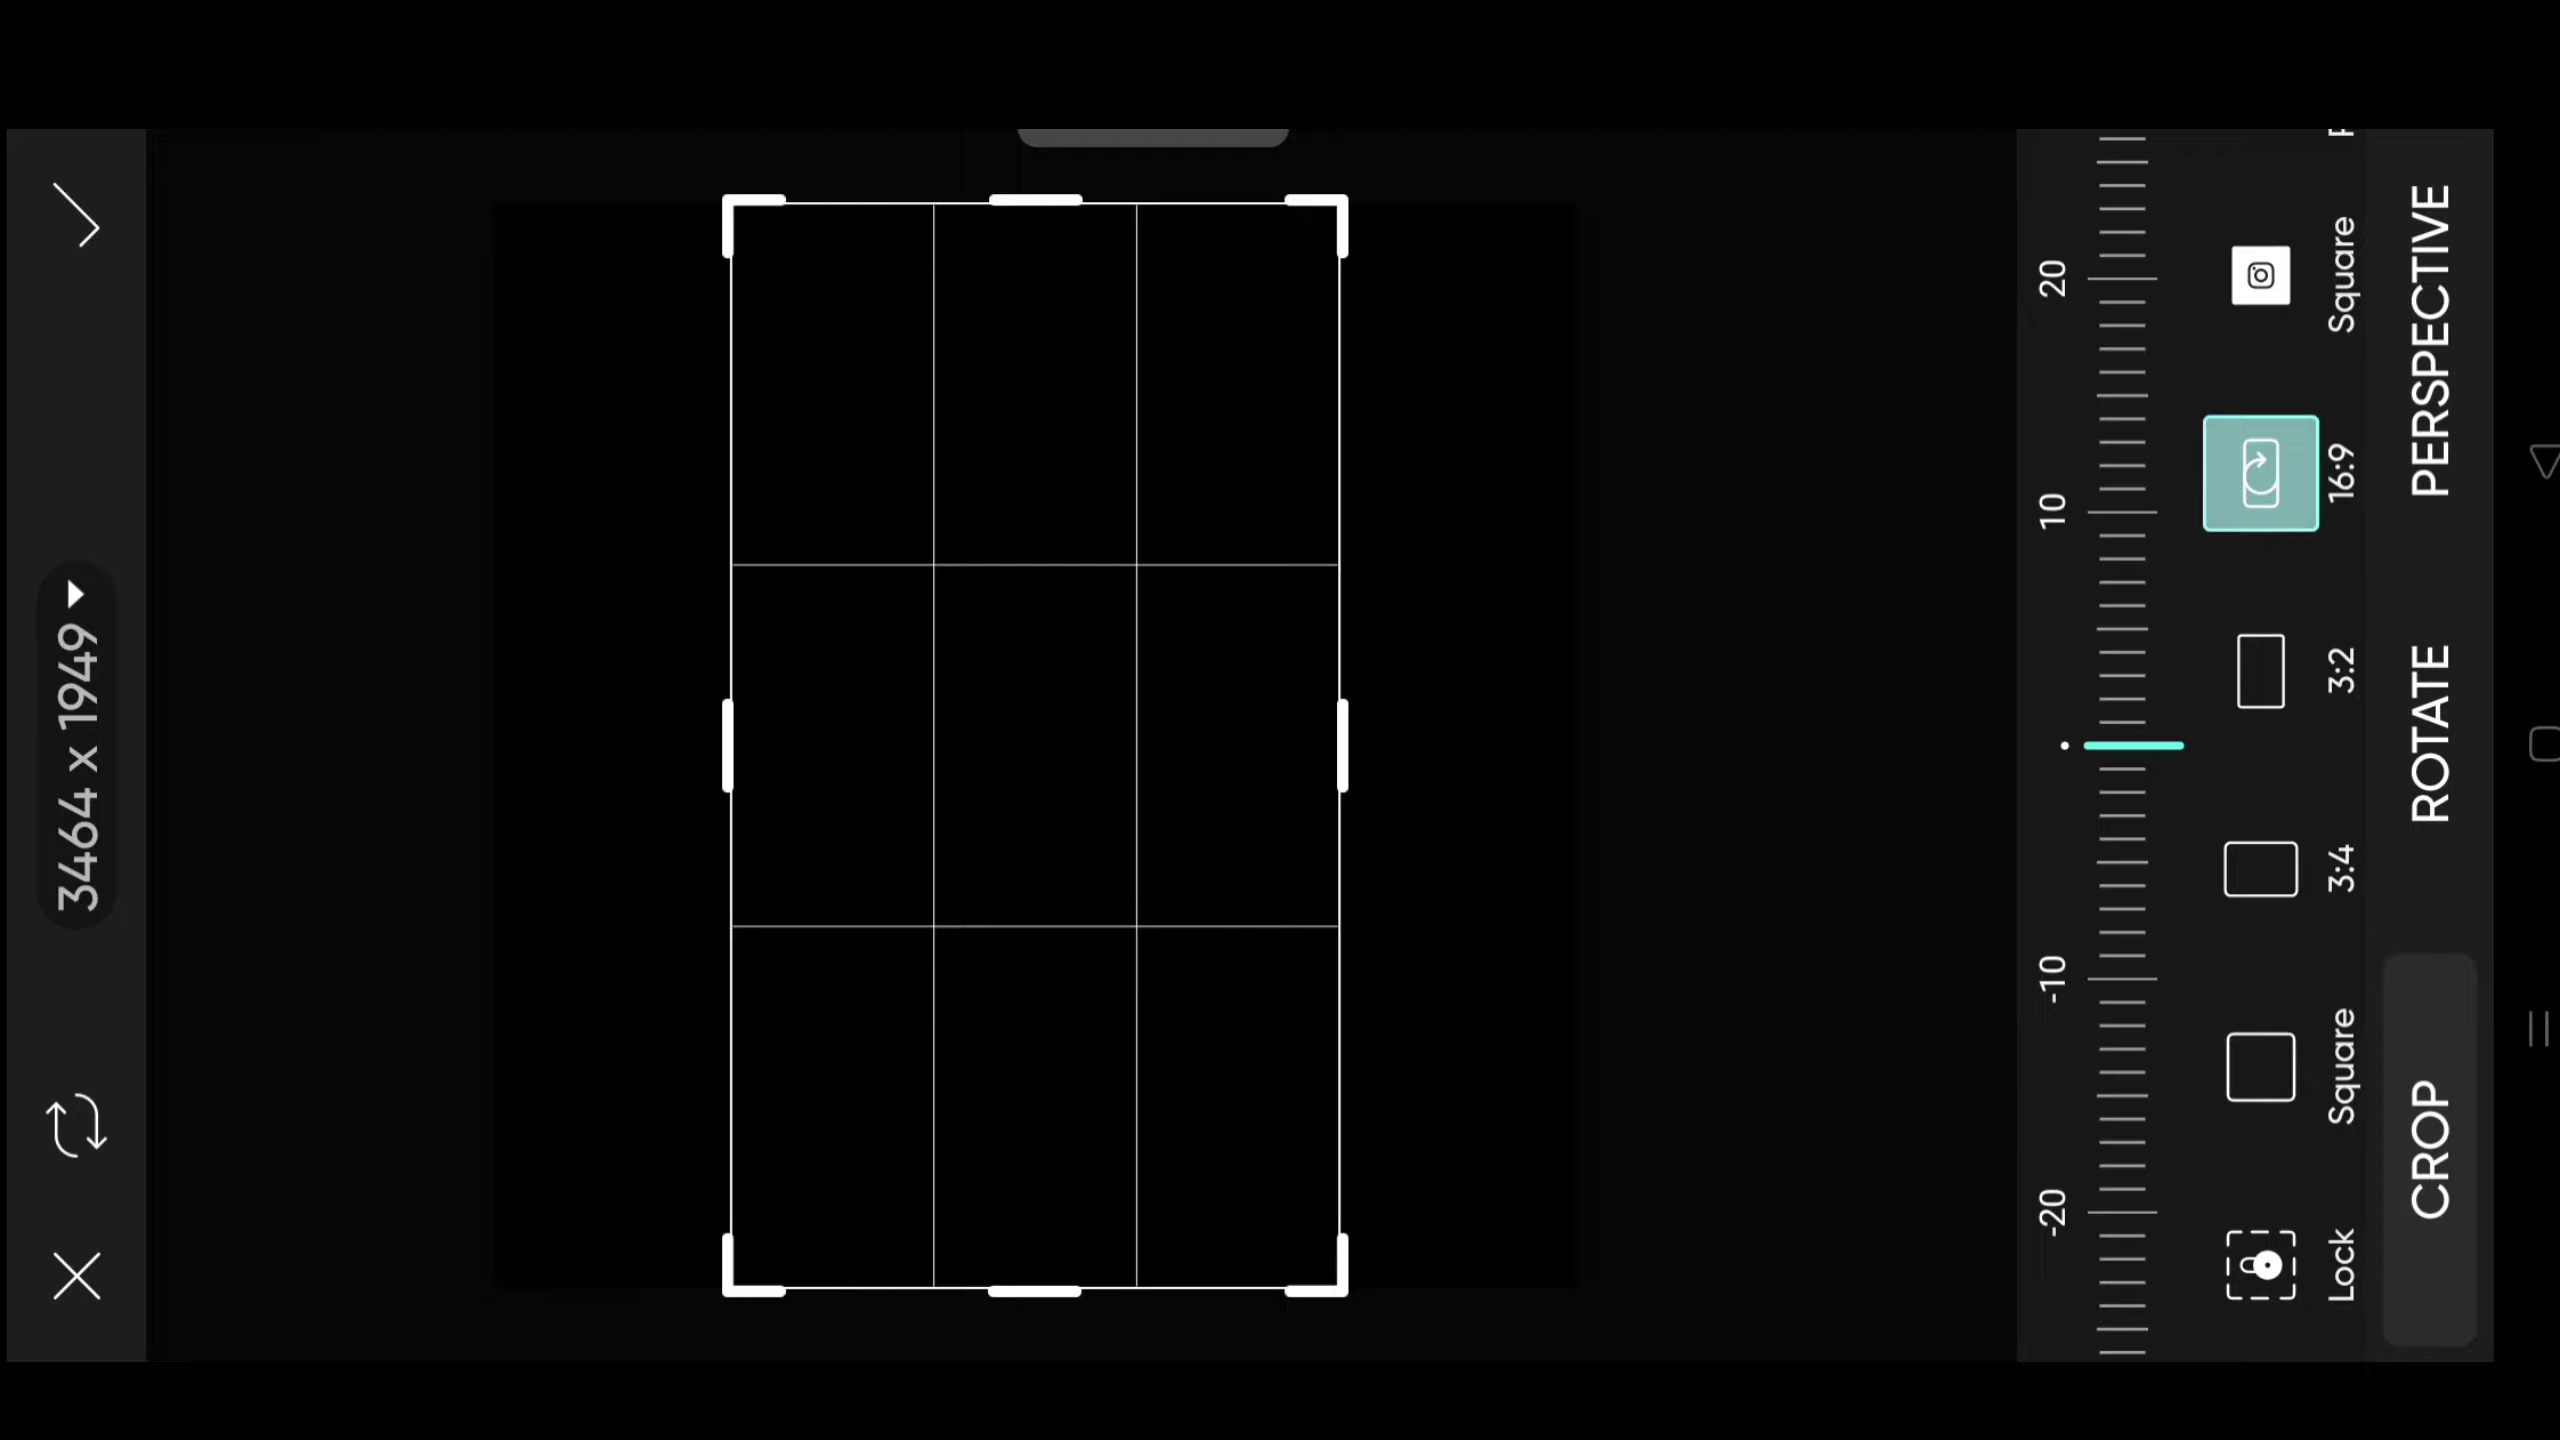 3464 x 1949
-20
-10
10
20
Lock
Square
3:4
3:2
16:9
Square
CROP
ROTATE
PERSPECTIVE